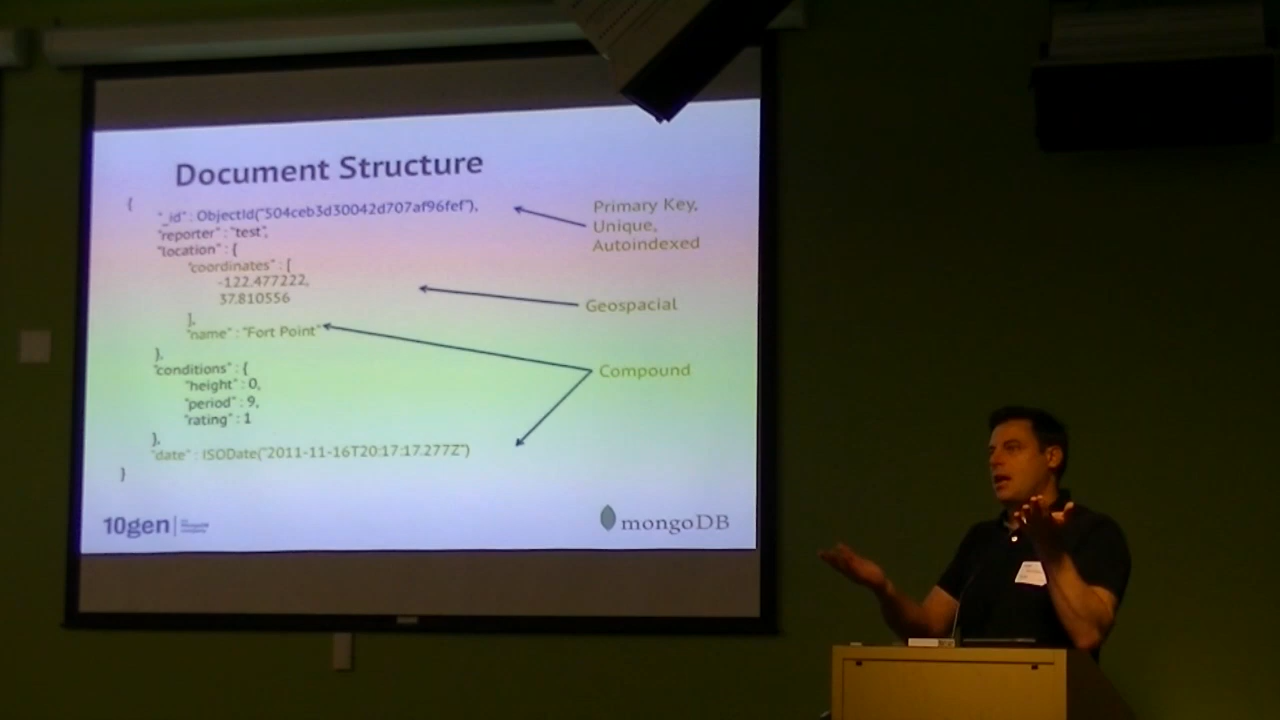 Document Structure
{
"_id" : ObjectId("504ceb3d30042d707af96fef"),
"reporter" : "test",
"location" : {
"coordinates" : [
-122.477222,
37.810556
],
"name" : "Fort Point"
},
"conditions" : {
"height" : 0,
"period" : 9,
"rating" : 1
},
"date" : ISODate("2011-11-16T20:17:17.277Z")
}
Primary Key,
Unique,
Autoindexed
Geospacial
Compound
10gen
mongoDB